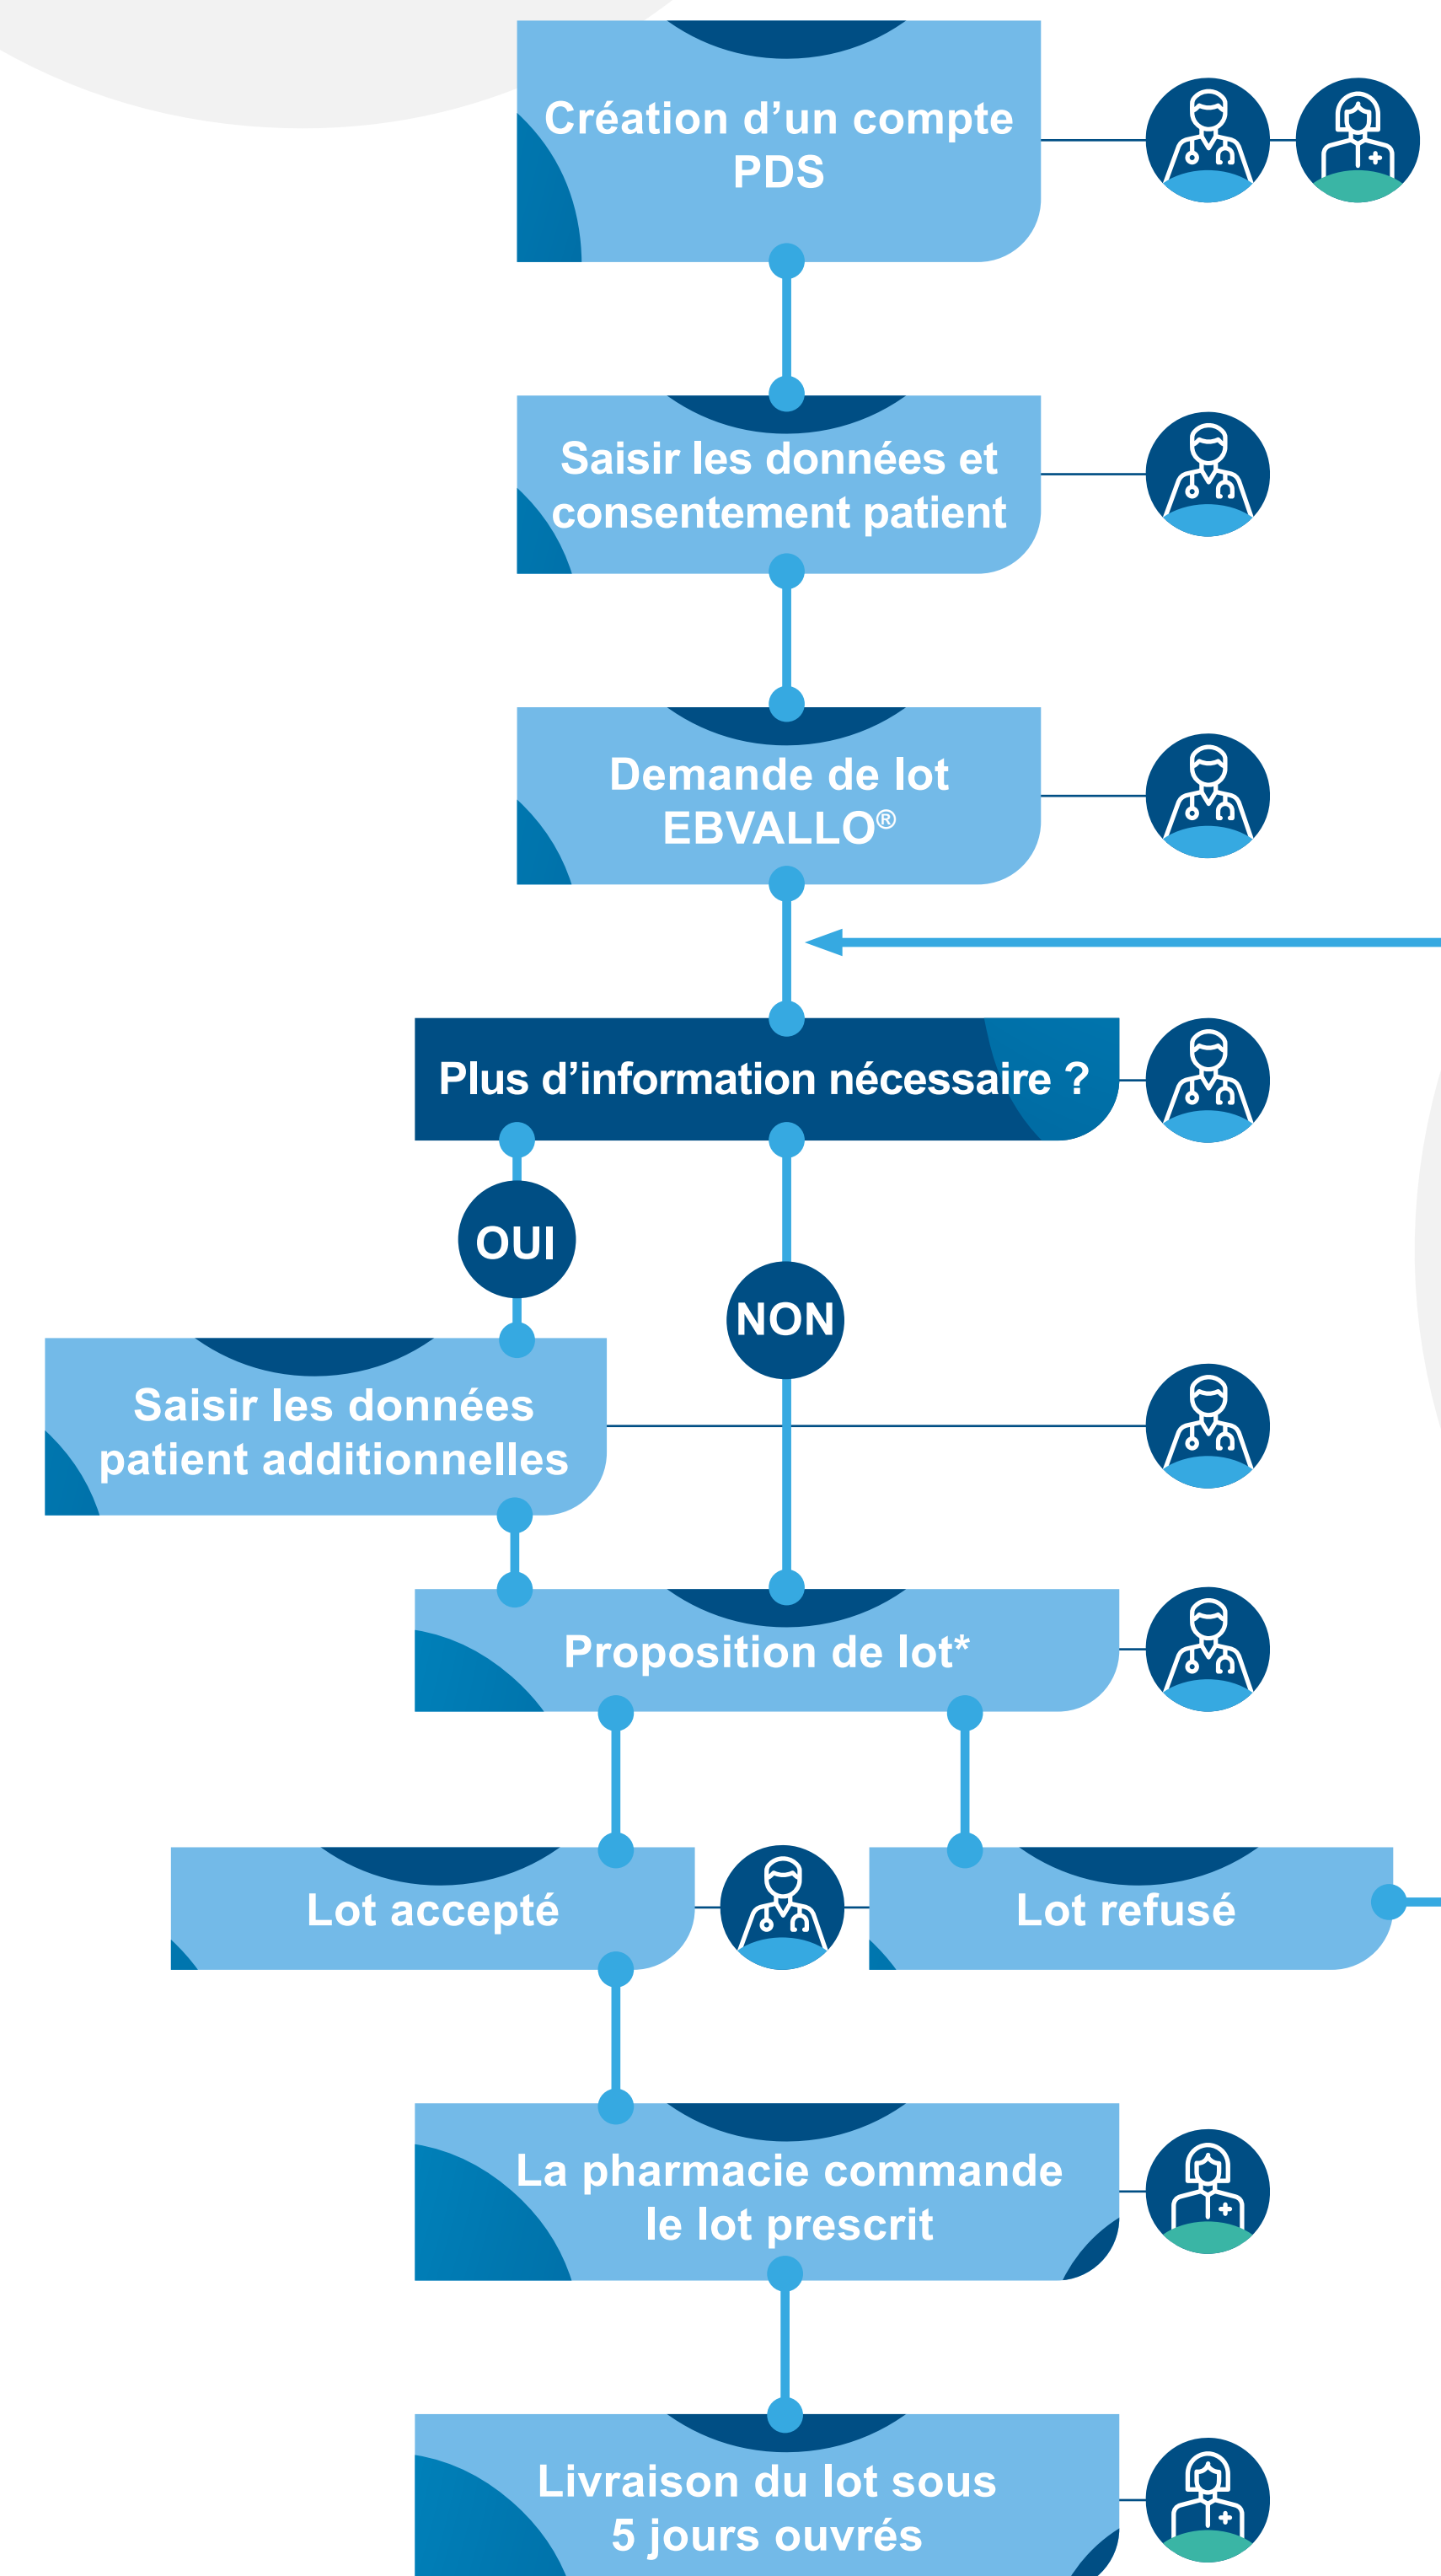 Création d’un compte
PDS
Saisir les données et
consentement patient
Demande de lot
EBVALLO®
Plus d’information nécessaire ?
OUI
NON
Saisir les données
patient additionnelles
Proposition de lot*
Lot accepté
Lot refusé
La pharmacie commande
le lot prescrit
Livraison du lot sous
5 jours ouvrés